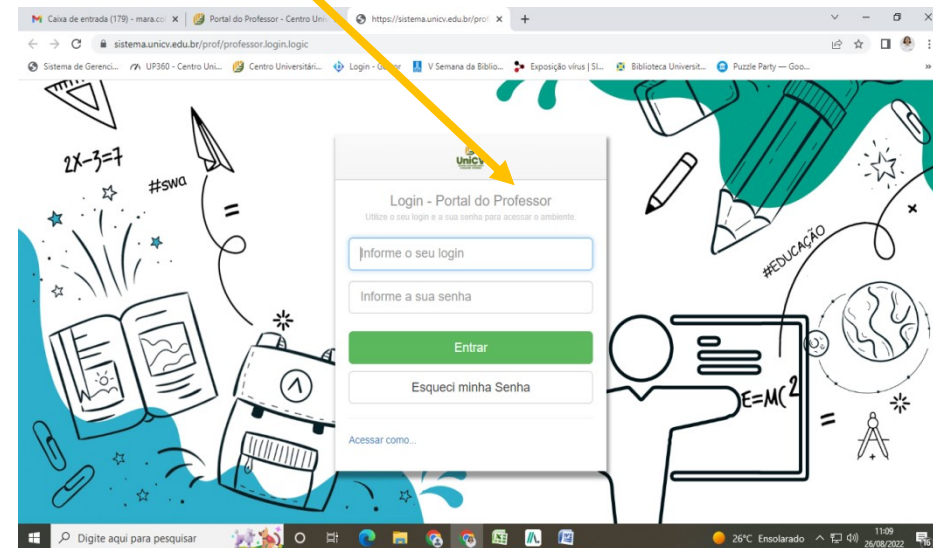 Caixa de entrada (179) - mara.co
Portal do Professor - Centro Uni
https://sistema.unicv.edu.br/prof
sistema.unicv.edu.br/prof/professor.login.logic
Sistema de Gerenci...
UP360 - Centro Uni...
Centro Universitári...
Login - G
V Semana da Biblio...
Exposição vírus | Sl...
Biblioteca Universit...
Puzzle Party — Goo...
2X-3=7
#swa
=
UniCV
Login - Portal do Professor
Utilize o seu login e a sua senha para acessar o ambiente.
Informe o seu login
Informe a sua senha
Entrar
Esqueci minha Senha
Acessar como...
#EDUCAÇÃO
E=MC2
=
Digite aqui para pesquisar
26°C Ensolarado
11:09
26/08/2022
16